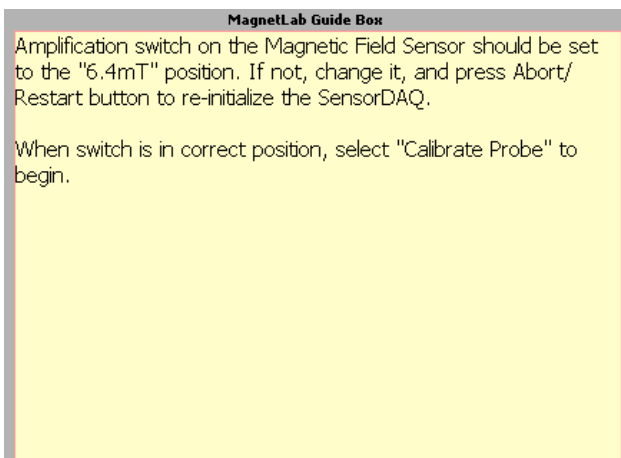 MagnetLab Guide Box
Amplification switch on the Magnetic Field Sensor should be set
to the "6.4mT" position. If not, change it, and press Abort/
Restart button to re-initialize the SensorDAQ.
When switch is in correct position, select "Calibrate Probe" to
begin.